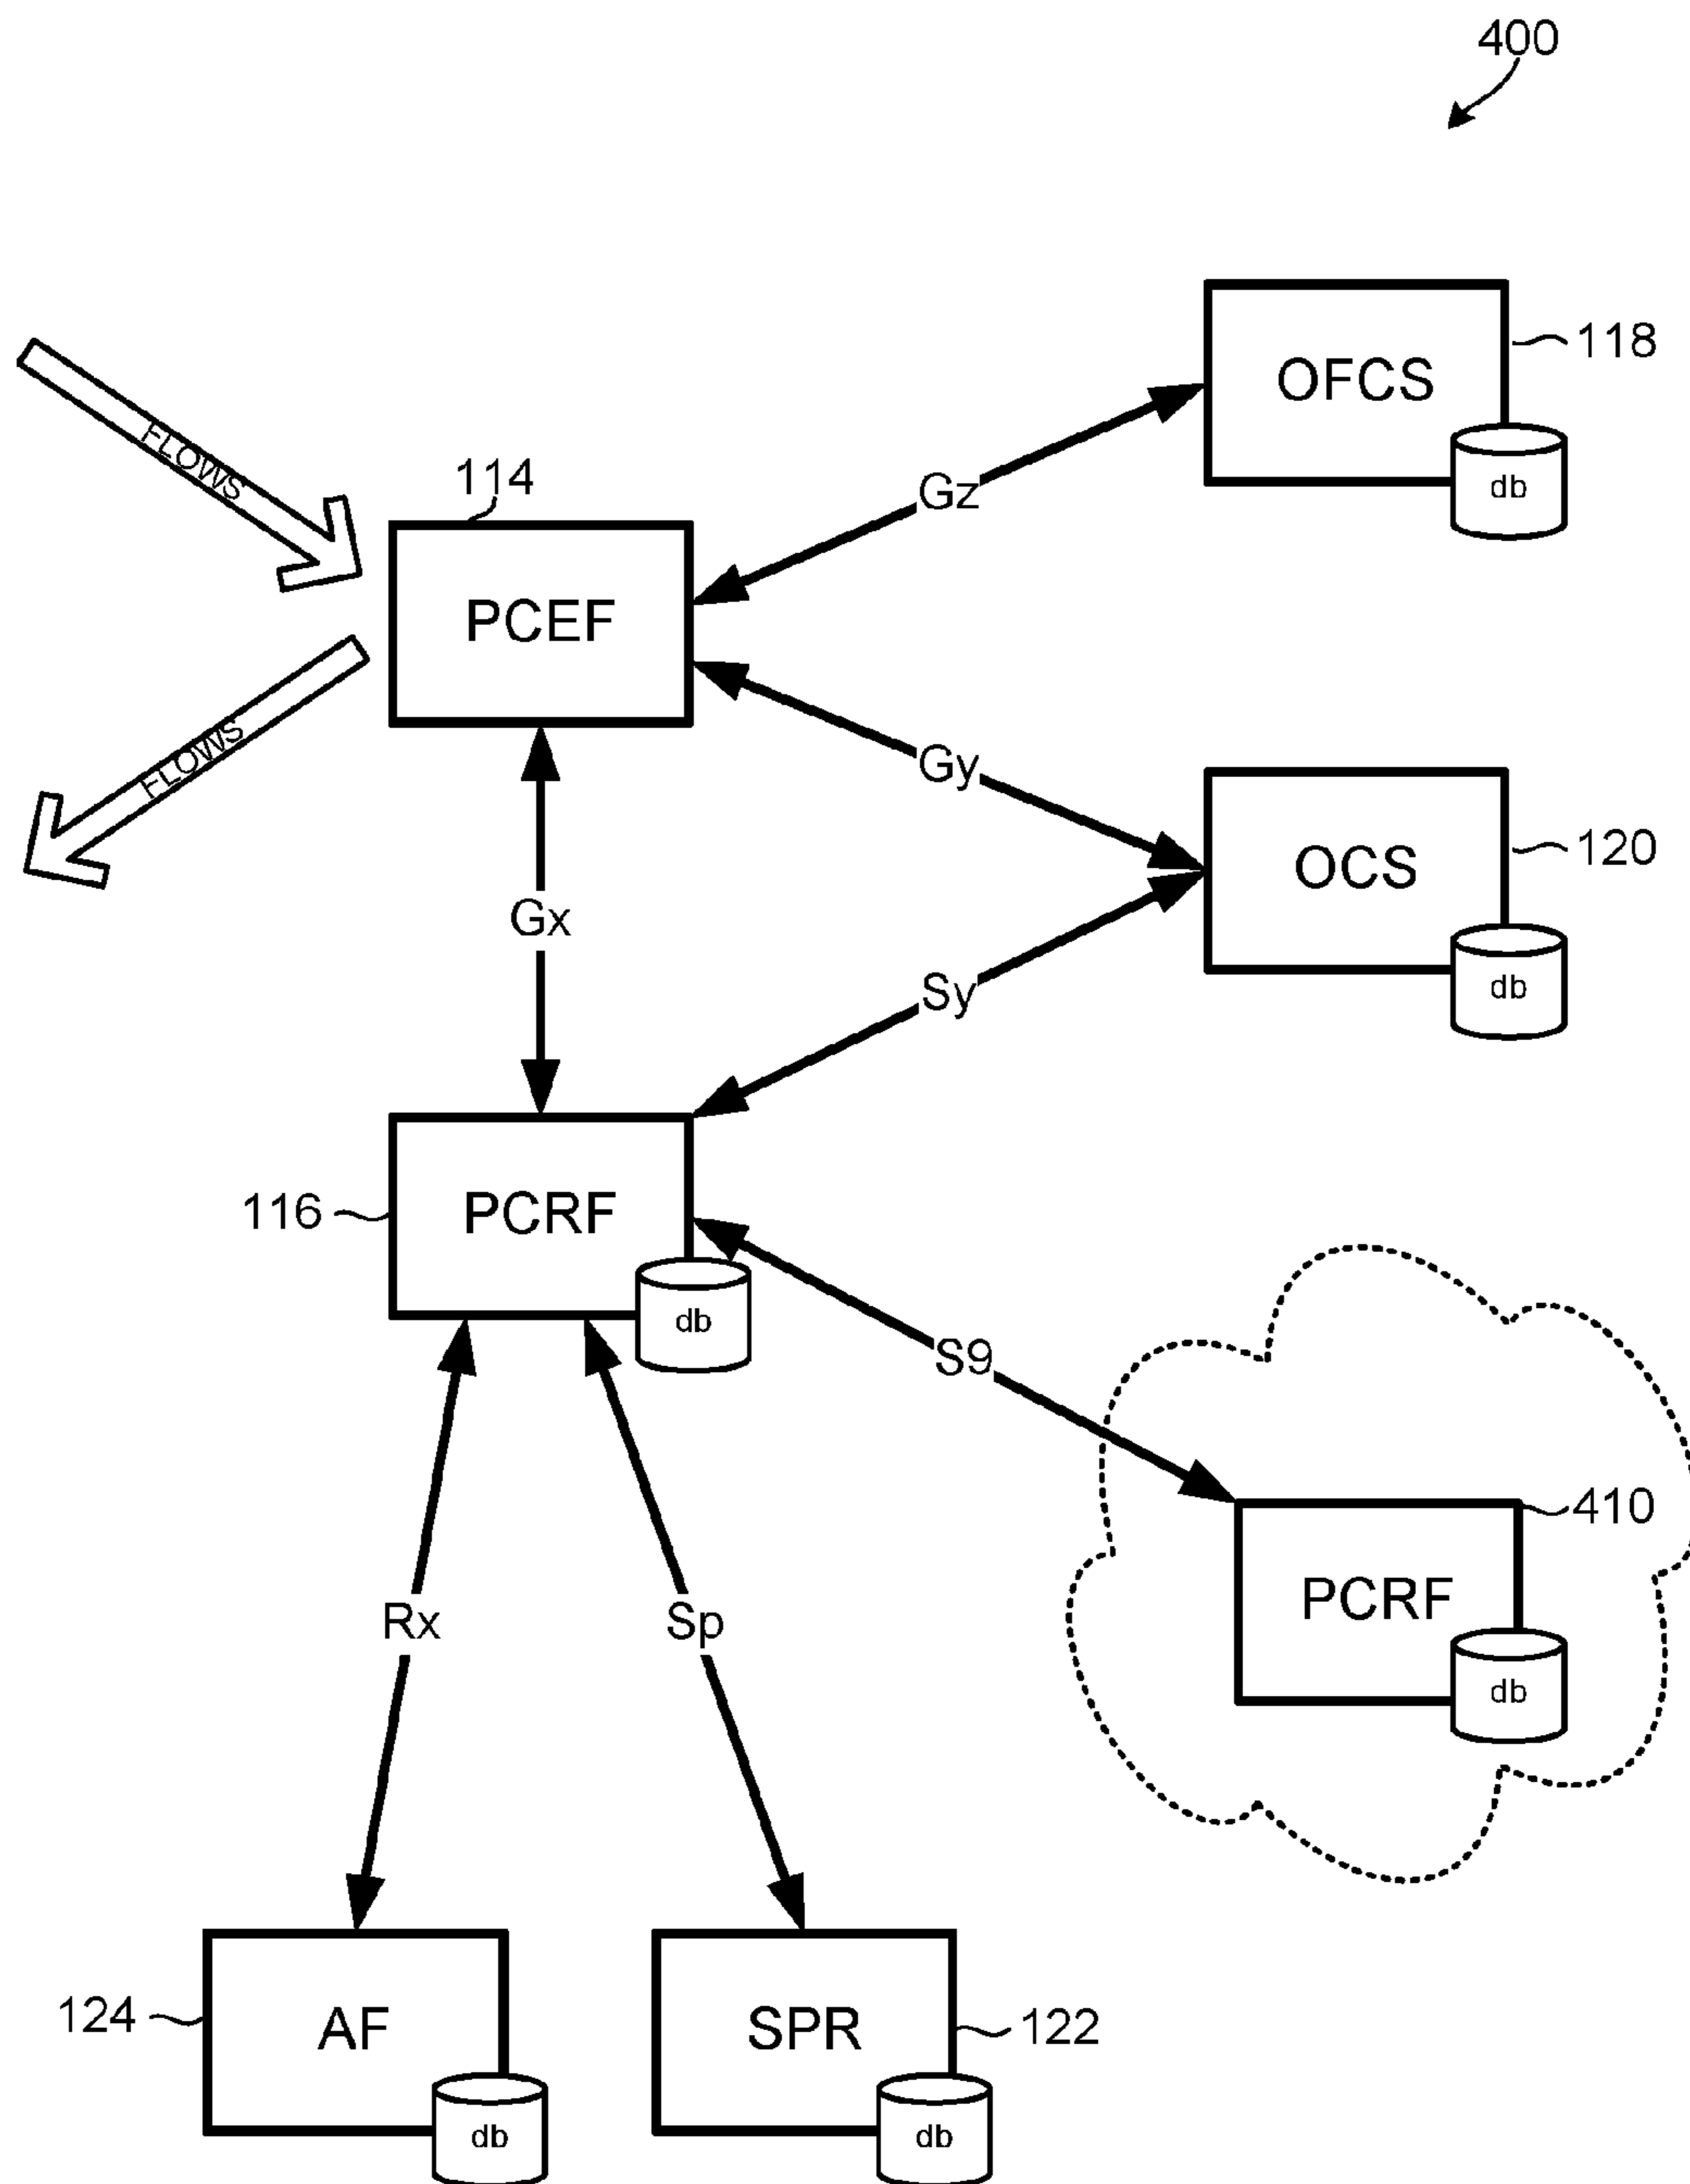 400
OFCS
118
db
FLOWS
114
Gz
PCEF
FLOWS
Gy
OCS
120
db
Gx
Sy
116
PCRF
db
S9
410
PCRF
db
Rx
Sp
124
AF
db
SPR
122
db